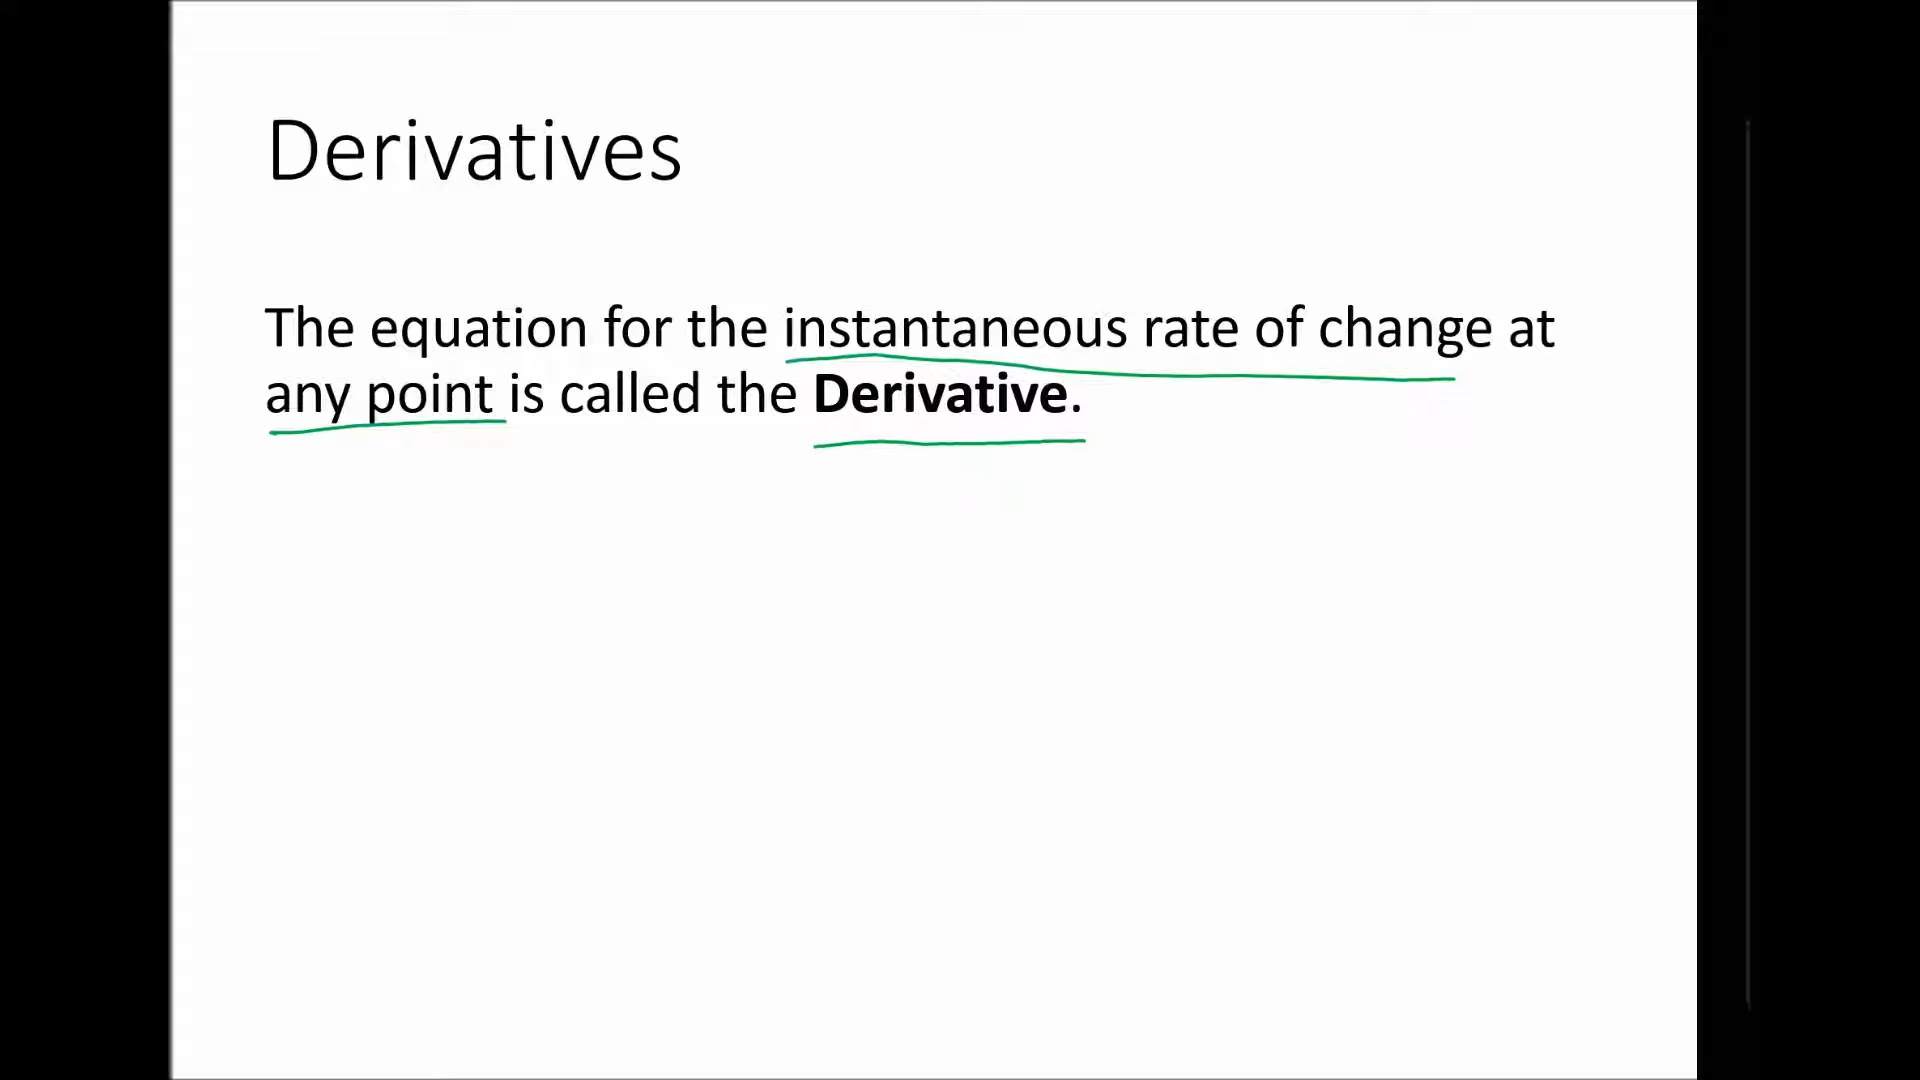 Derivatives
The equation for the instantaneous rate of change at
any point is called the Derivative.